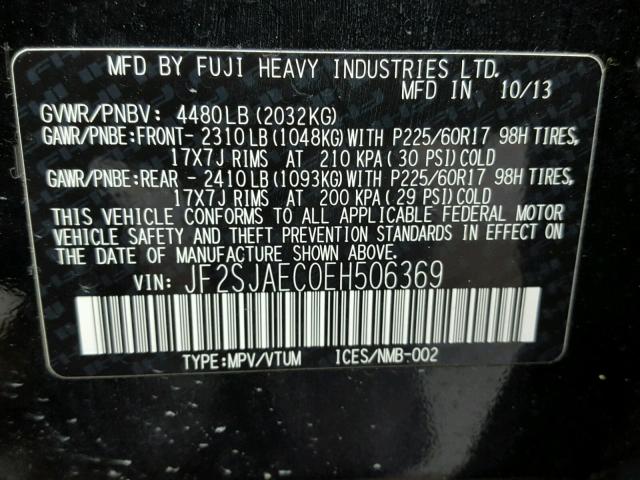 MFD BY FUJI HEAVY INDUSTRIES LTD.
MFD IN 10/13
GVWR/PNBV: 4480LB (2032KG)
GAWR/PNBE:FRONT- 2310LB (1048KG) WITH P225/60R17 98H TIRES,
17X7J RIMS AT 210 KPA (30 PSI) COLD
GAWR/PNBE:REAR - 2410LB (1093KG) WITH P225/60R17 98H TIRES,
17X7J RIMS AT 200 KPA (29 PSI) COLD
THIS VEHICLE CONFORMS TO ALL APPLICABLE FEDERAL MOTOR
VEHICLE SAFETY AND THEFT PREVENTION STANDARDS IN EFFECT ON
THE DATE OF MANUFACTURE SHOWN ABOVE.
VIN: JF2SJAEC0EH506369
TYPE:MPV/VTUM ICES/NMB-002